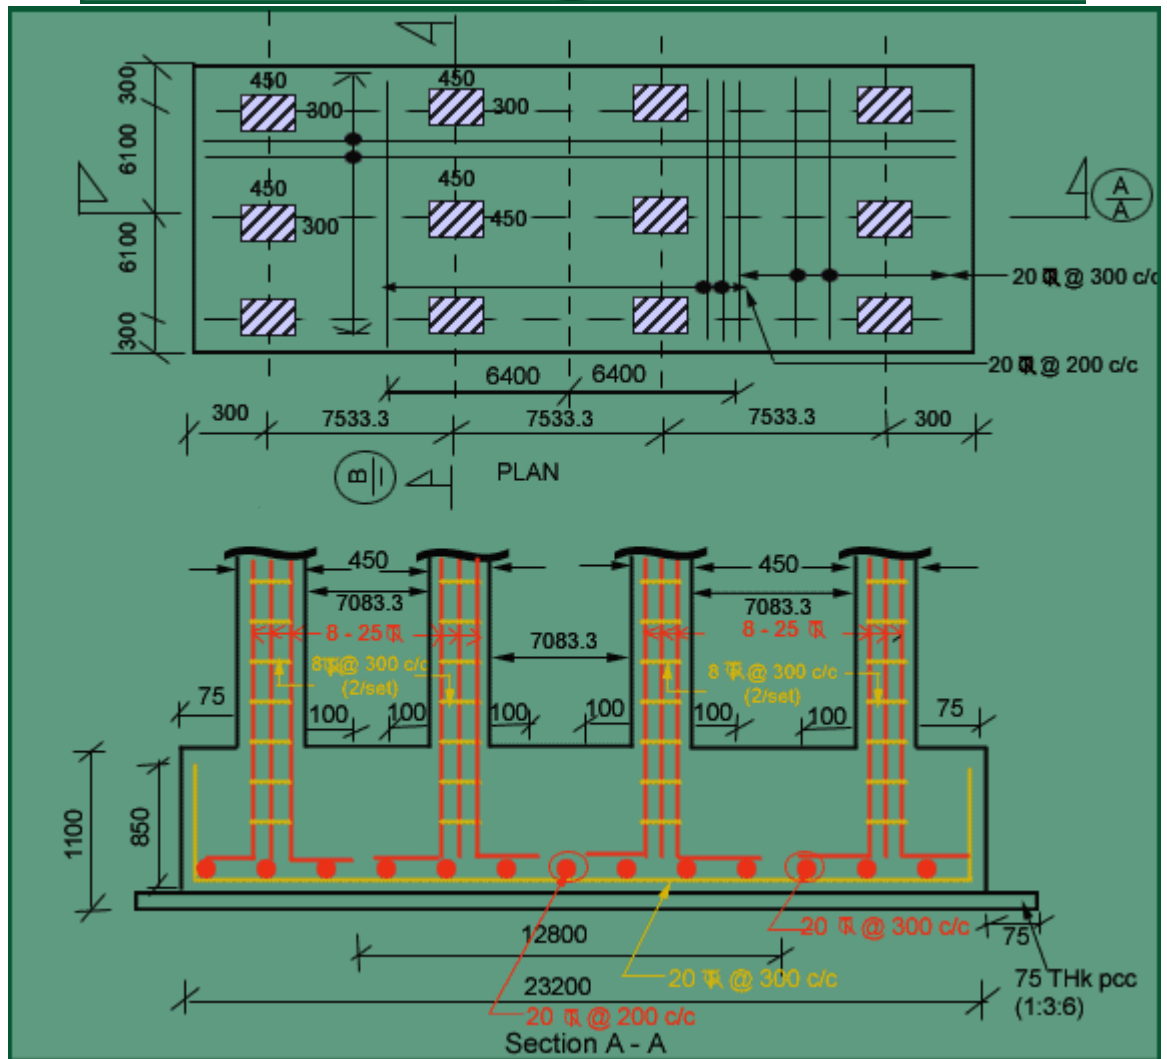 450
450
300
300
300
6100
450
450
300
450
A
A
6100
20 @ 300 c/c
300
20 @ 200 c/c
6400
6400
300
7533.3
7533.3
7533.3
300
B
PLAN
450
450
7083.3
7083.3
7083.3
8 - 25
8 - 25
8 @ 300 c/c
(2/set)
8 @ 300 c/c
(2/set)
75
100
100
100
100
100
100
75
1100
850
12800
20 @ 300 c/c
75
20 @ 300 c/c
75 THk pcc
(1:3:6)
23200
20 @ 200 c/c
Section A - A